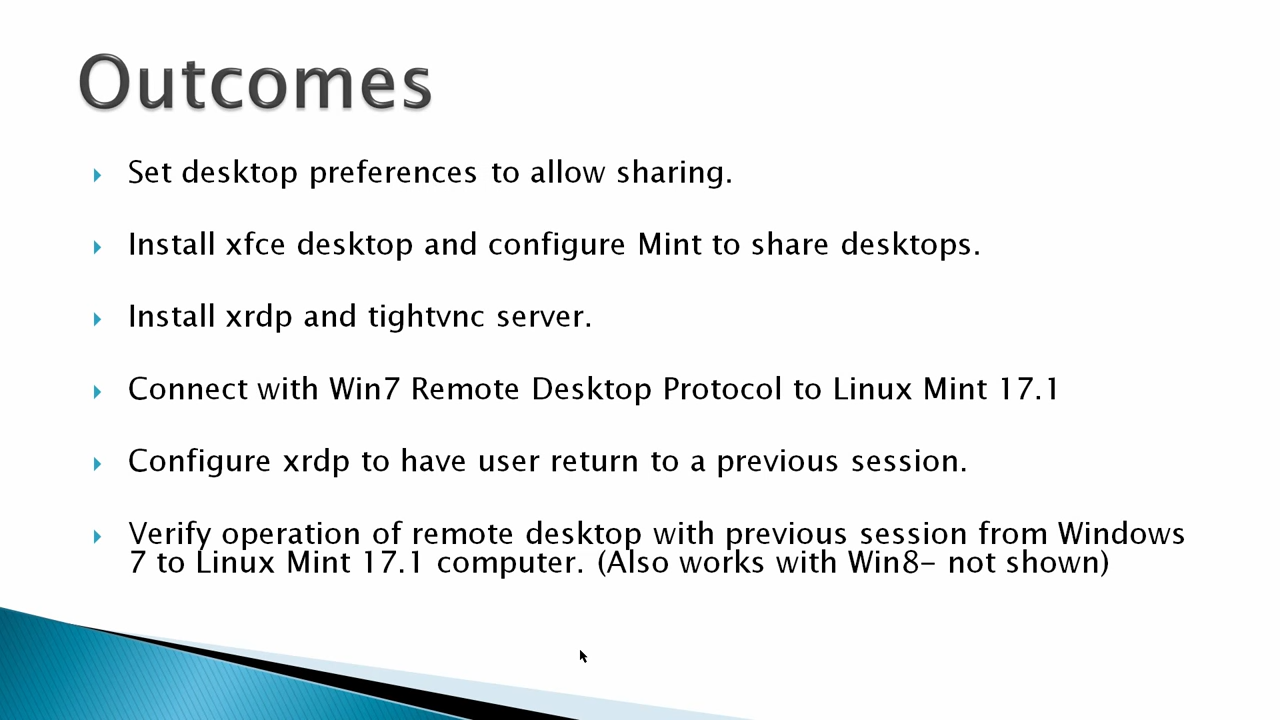 Outcomes
Set desktop preferences to allow sharing.
Install xfce desktop and configure Mint to share desktops.
Install xrdp and tightvnc server.
Connect with Win7 Remote Desktop Protocol to Linux Mint 17.1
Configure xrdp to have user return to a previous session.
Verify operation of remote desktop with previous session from Windows
7 to Linux Mint 17.1 computer. (Also works with Win8– not shown)